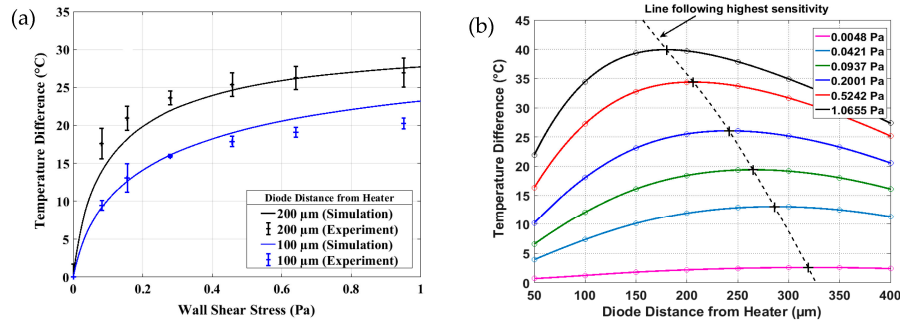 (a)
Temperature Difference (°C)
35
30
25
20
15
10
5
0
0
0.2
0.4
0.6
0.8
1
Wall Shear Stress (Pa)
Diode Distance from Heater
200 µm (Simulation)
200 µm (Experiment)
100 µm (Simulation)
100 µm (Experiment)
(b)
Line following highest sensitivity
Temperature Difference (°C)
45
40
35
30
25
20
15
10
5
0
50
100
150
200
250
300
350
400
Diode Distance from Heater (µm)
0.0048 Pa
0.0421 Pa
0.0937 Pa
0.2001 Pa
0.5242 Pa
1.0655 Pa